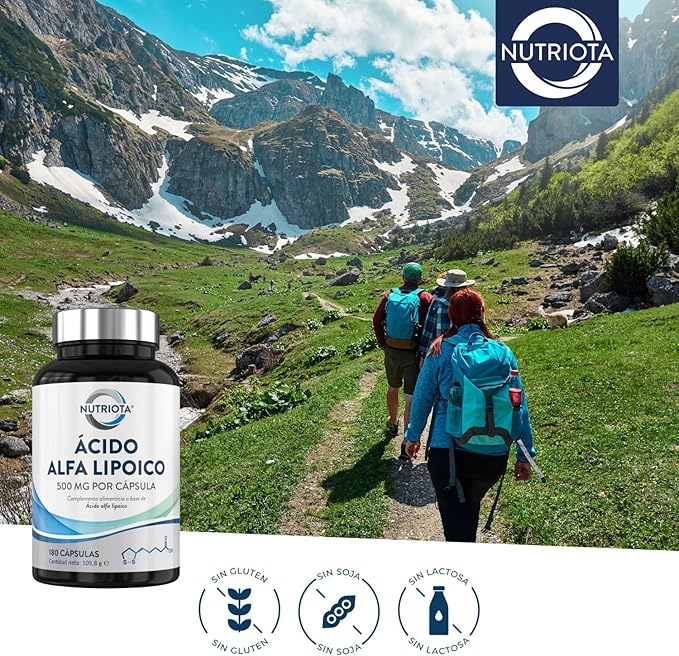 NUTRIOTA
NUTRIOTA®
ÁCIDO
ALFA LIPOICO
500 MG POR CÁPSULA
Complemento alimenticio a base de
Ácido alfa lipoico
180 CÁPSULAS
Cantidad neta: 109,8 g ℮
S-S
OH
O
SIN GLUTEN
SIN GLUTEN
SIN SOJA
SIN SOJA
SIN LACTOSA
SIN LACTOSA